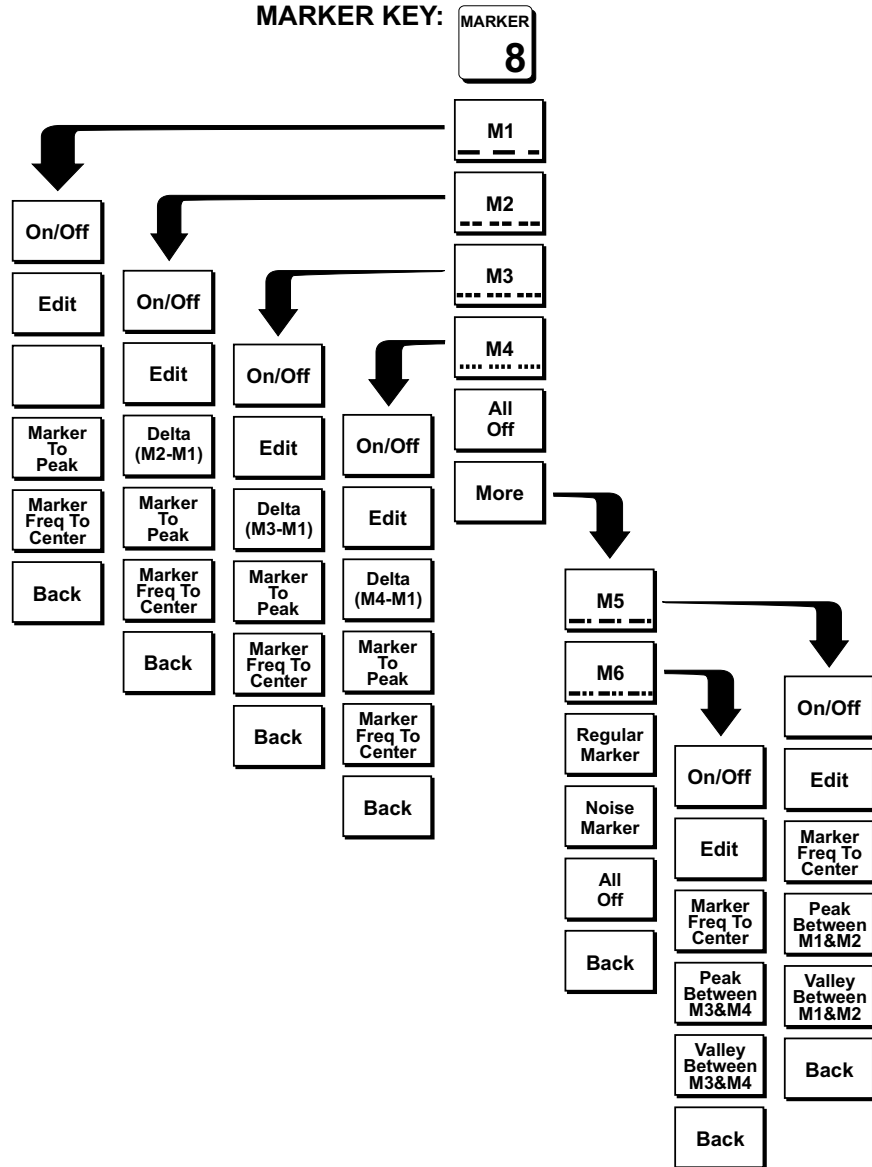 MARKER KEY:
MARKER
8
M1
M2
M3
M4
All
Off
More
On/Off
Edit
Marker
To
Peak
Marker
Freq To
Center
Back
On/Off
Edit
Delta
(M2-M1)
Marker
To
Peak
Marker
Freq To
Center
Back
On/Off
Edit
Delta
(M3-M1)
Marker
To
Peak
Marker
Freq To
Center
Back
On/Off
Edit
Delta
(M4-M1)
Marker
To
Peak
Marker
Freq To
Center
Back
M5
M6
Regular
Marker
Noise
Marker
All
Off
Back
On/Off
Edit
Marker
Freq To
Center
Peak
Between
M3&M4
Valley
Between
M3&M4
Back
On/Off
Edit
Marker
Freq To
Center
Peak
Between
M1&M2
Valley
Between
M1&M2
Back